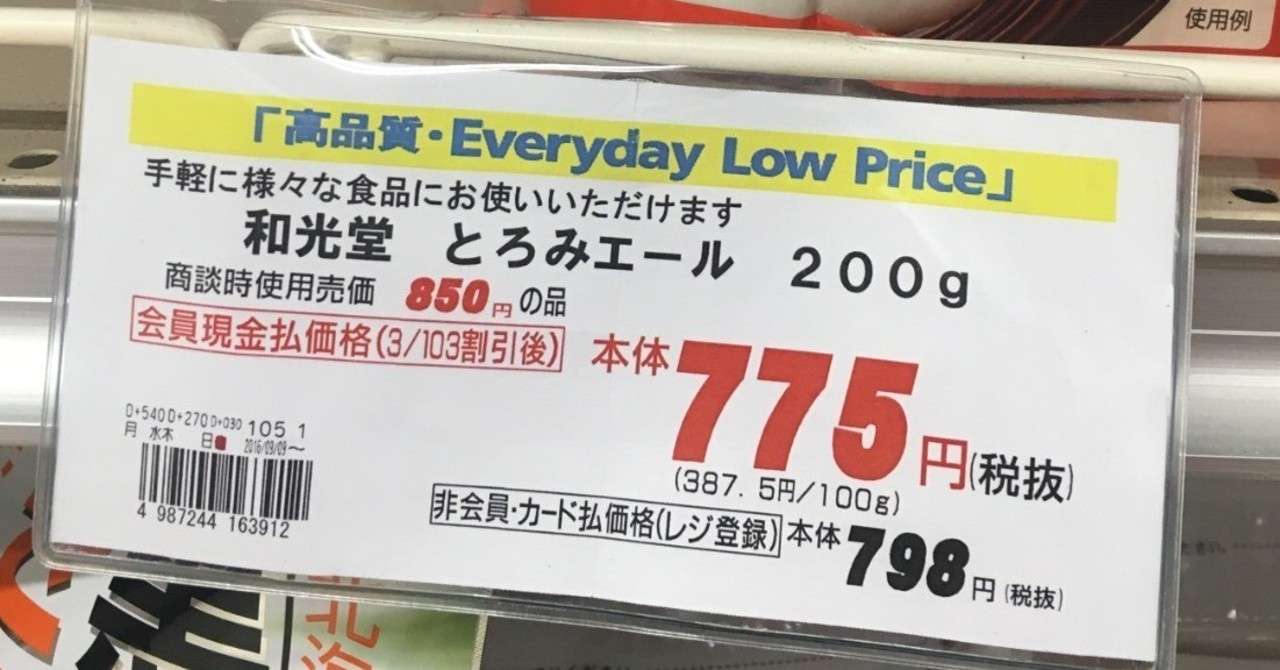 使用例
「高品質・Everyday Low Price」
手軽に様々な食品にお使いいただけます
和光堂 とろみエール 200g
商談時使用売価 850円の品
会員現金払価格(3/103割引後) 本体775円(税抜)
(387.5円/100g)
D+540D+270D+030 105 1
月 水木 日 2016/09/09～
4 987244 163912
非会員・カード払価格(レジ登録) 本体798円(税抜)